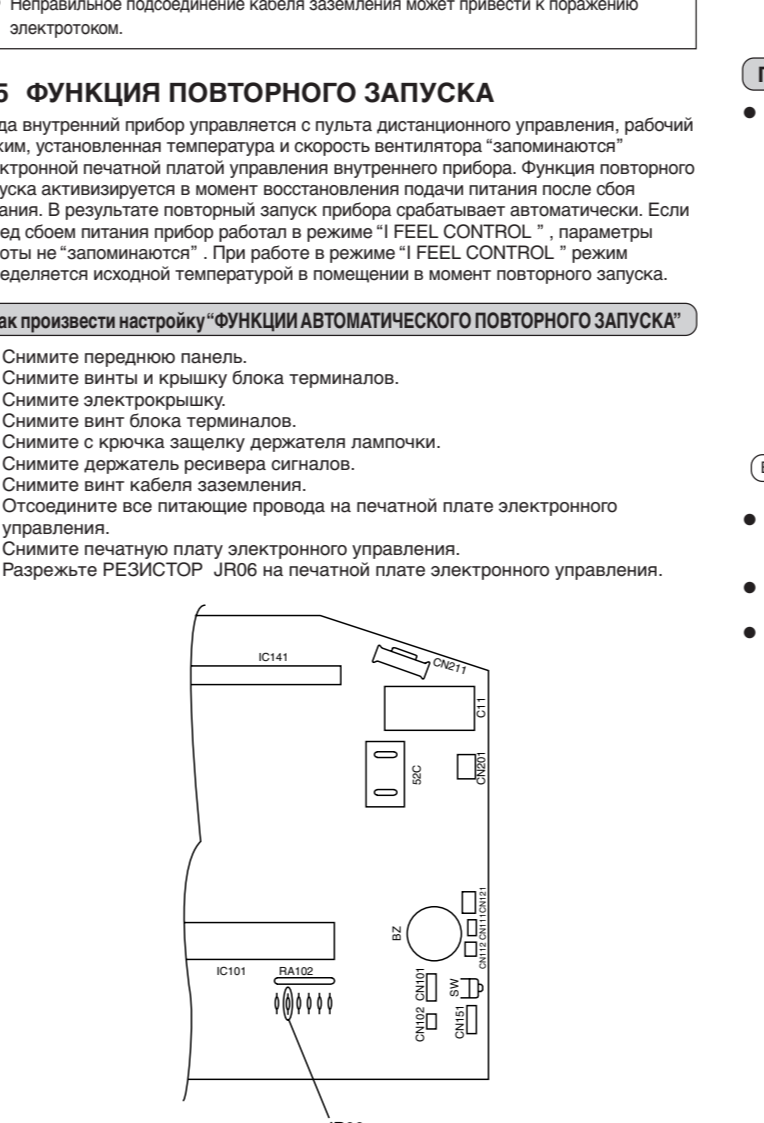 Неправильное подсоединение кабеля заземления может привести к поражению
электротоком.
5 ФУНКЦИЯ ПОВТОРНОГО ЗАПУСКА
да внутренний прибор управляется с пульта дистанционного управления, рабочий
ким, установленная температура и скорость вентилятора “запоминаются”
ктронной печатной платой управления внутреннего прибора. Функция повторного
уска активизируется в момент восстановления подачи питания после сбоя
ания. В результате повторный запуск прибора срабатывает автоматически. Если
ед сбоем питания прибор работал в режиме “I FEEL CONTROL ” , параметры
оты не “запоминаются” . При работе в режиме “I FEEL CONTROL ” режим
еделяется исходной температурой в помещении в момент повторного запуска.
ак произвести настройку “ФУНКЦИИ АВТОМАТИЧЕСКОГО ПОВТОРНОГО ЗАПУСКА”
Снимите переднюю панель.
Снимите винты и крышку блока терминалов.
Снимите электрокрышку.
Снимите винт блока терминалов.
Снимите с крючка защелку держателя лампочки.
Снимите держатель ресивера сигналов.
Снимите винт кабеля заземления.
Отсоедините все питающие провода на печатной плате электронного
управления.
Снимите печатную плату электронного управления.
Разрежьте РЕЗИСТОР JR06 на печатной плате электронного управления.
IC141
CN211
C11
52C
CN201
CN121
CN111
CN112
BZ
IC101
RA102
CN101
SW
CN102
CN151